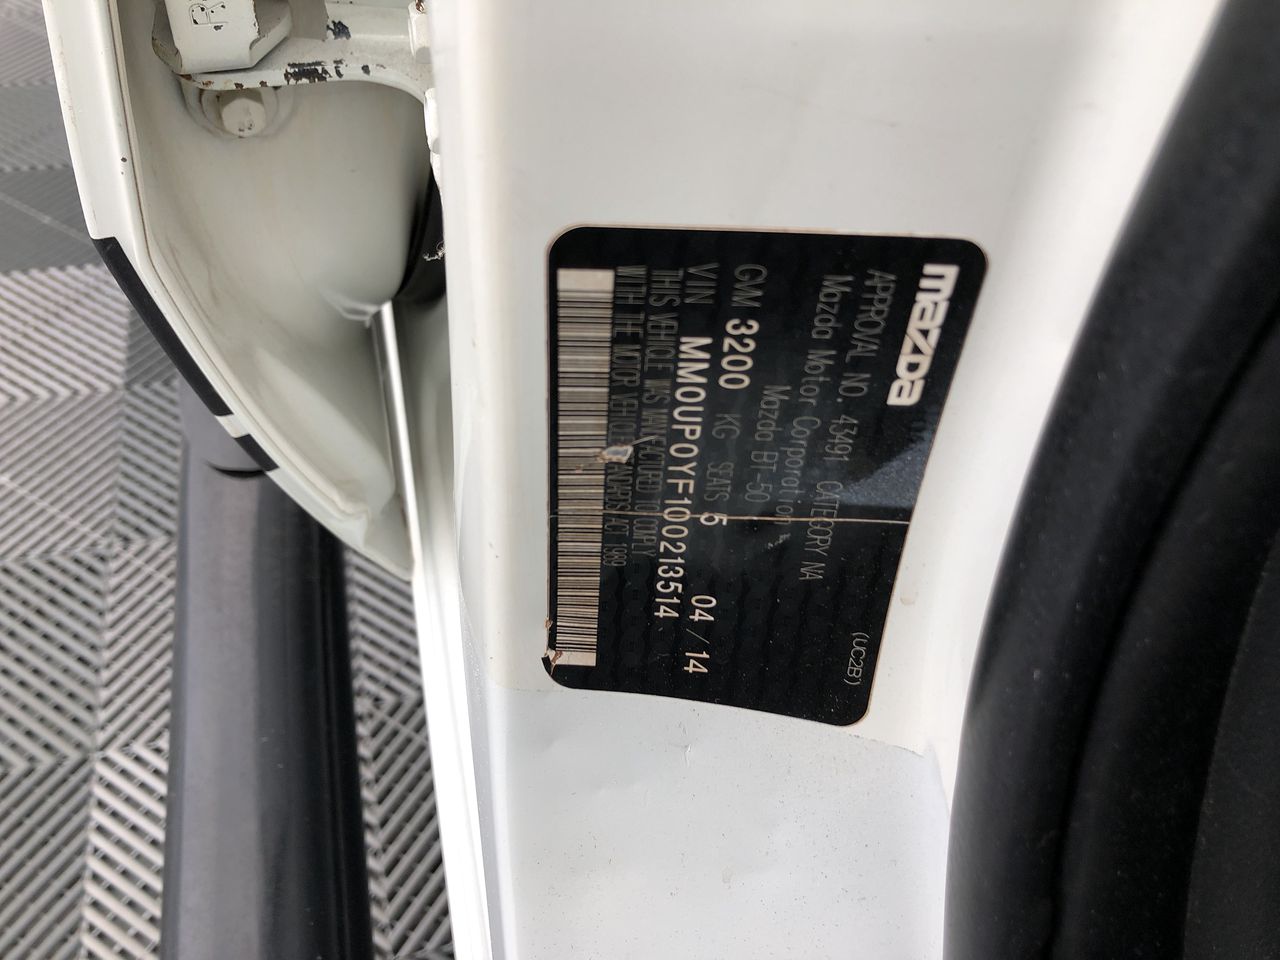 mazda
(UC2B)
APPROVAL NO. 43491 CATEGORY NA
Mazda Motor Corporation
Mazda BT-50
GVW 3200 KG SEATS 5 04 / 14
VIN MM0UP0YF100213514
THIS VEHICLE WAS MANUFACTURED TO COMPLY
WITH THE MOTOR VEHICLE STANDARDS ACT 1989